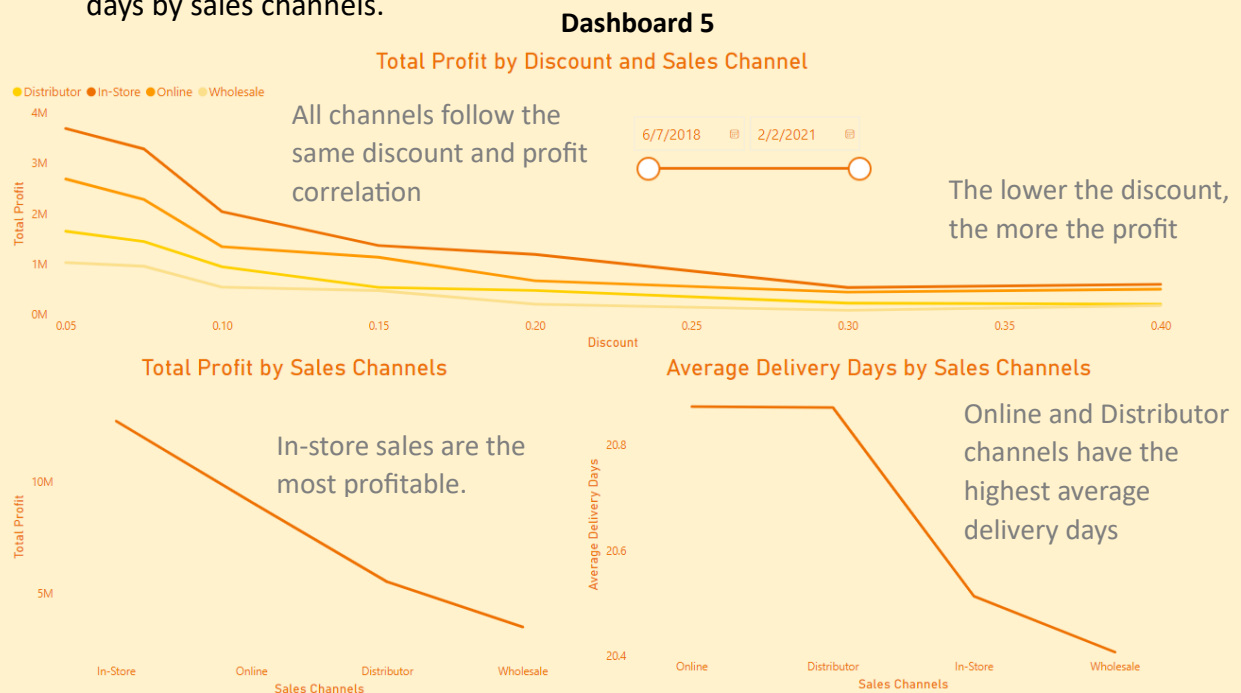 days by sales channels.
Dashboard 5
Total Profit by Discount and Sales Channel
Distributor In-Store Online Wholesale
All channels follow the
same discount and profit
correlation
6/7/2018 2/2/2021
The lower the discount,
the more the profit
Total Profit
4M
3M
2M
1M
0M
0.05 0.10 0.15 0.20 0.25 0.30 0.35 0.40
Discount
Total Profit by Sales Channels
In-store sales are the
most profitable.
Total Profit
10M
5M
In-Store Online Distributor Wholesale
Sales Channels
Average Delivery Days by Sales Channels
Online and Distributor
channels have the
highest average
delivery days
Average Delivery Days
20.8
20.6
20.4
Online Distributor In-Store Wholesale
Sales Channels